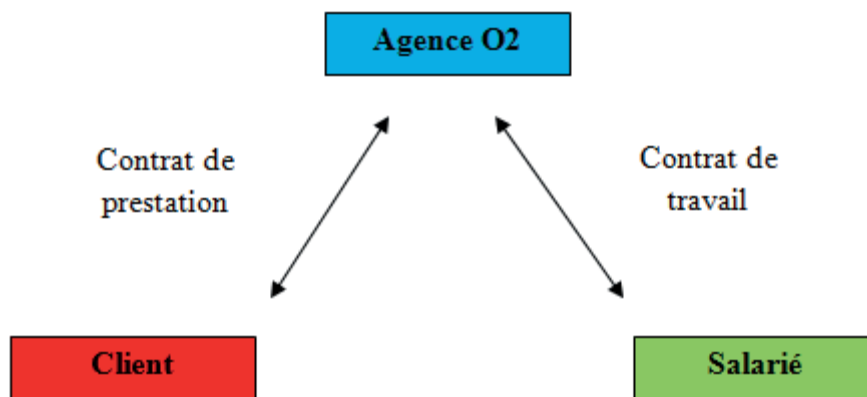 Agence O2
Contrat de
prestation
Contrat de
travail
Client
Salarié